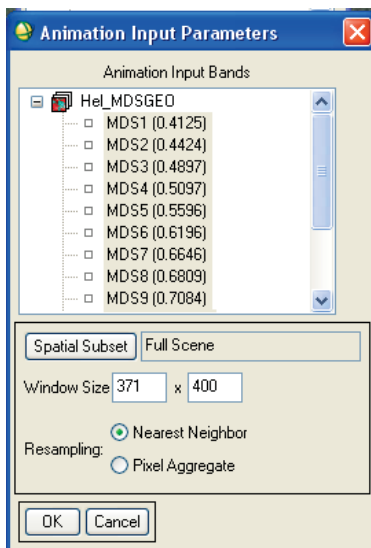 Animation Input Parameters
Animation Input Bands
Hel_MDSGEO
MDS1 (0.4125)
MDS2 (0.4424)
MDS3 (0.4897)
MDS4 (0.5097)
MDS5 (0.5596)
MDS6 (0.6196)
MDS7 (0.6646)
MDS8 (0.6809)
MDS9 (0.7084)
Spatial Subset Full Scene
Window Size 371 x 400
Resampling:
Nearest Neighbor
Pixel Aggregate
OK Cancel